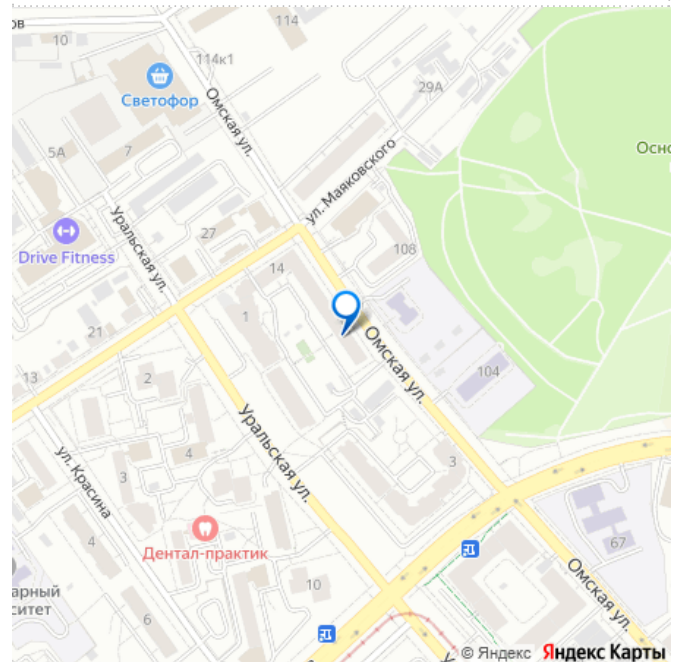 ов
10
114
114к1
Светофор
Омская ул.
29А
ул. Маяковского
5А
7
Осно
Уральская ул.
Drive Fitness
27
108
14
1
21
Омская ул.
13
2
104
Уральская ул.
ул. Красина
3
4
3
4
Дентал-практик
67
10
Омская ул.
арный
ситет
6
© Яндекс Яндекс Карты